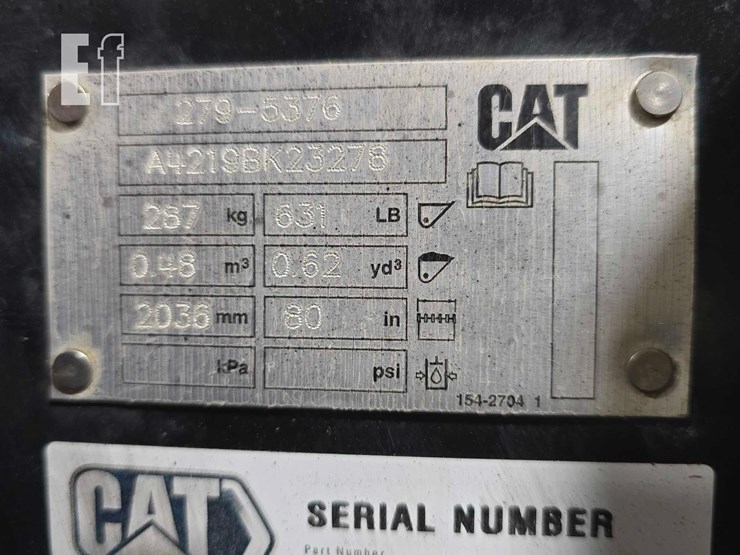 Ef
279-5376
CAT
A4219BK23278
287 kg 631 LB
0.48 m³ 0.62 yd³
2036 mm 80 in
kPa psi
154-2704 1
CAT
SERIAL NUMBER
Part Number